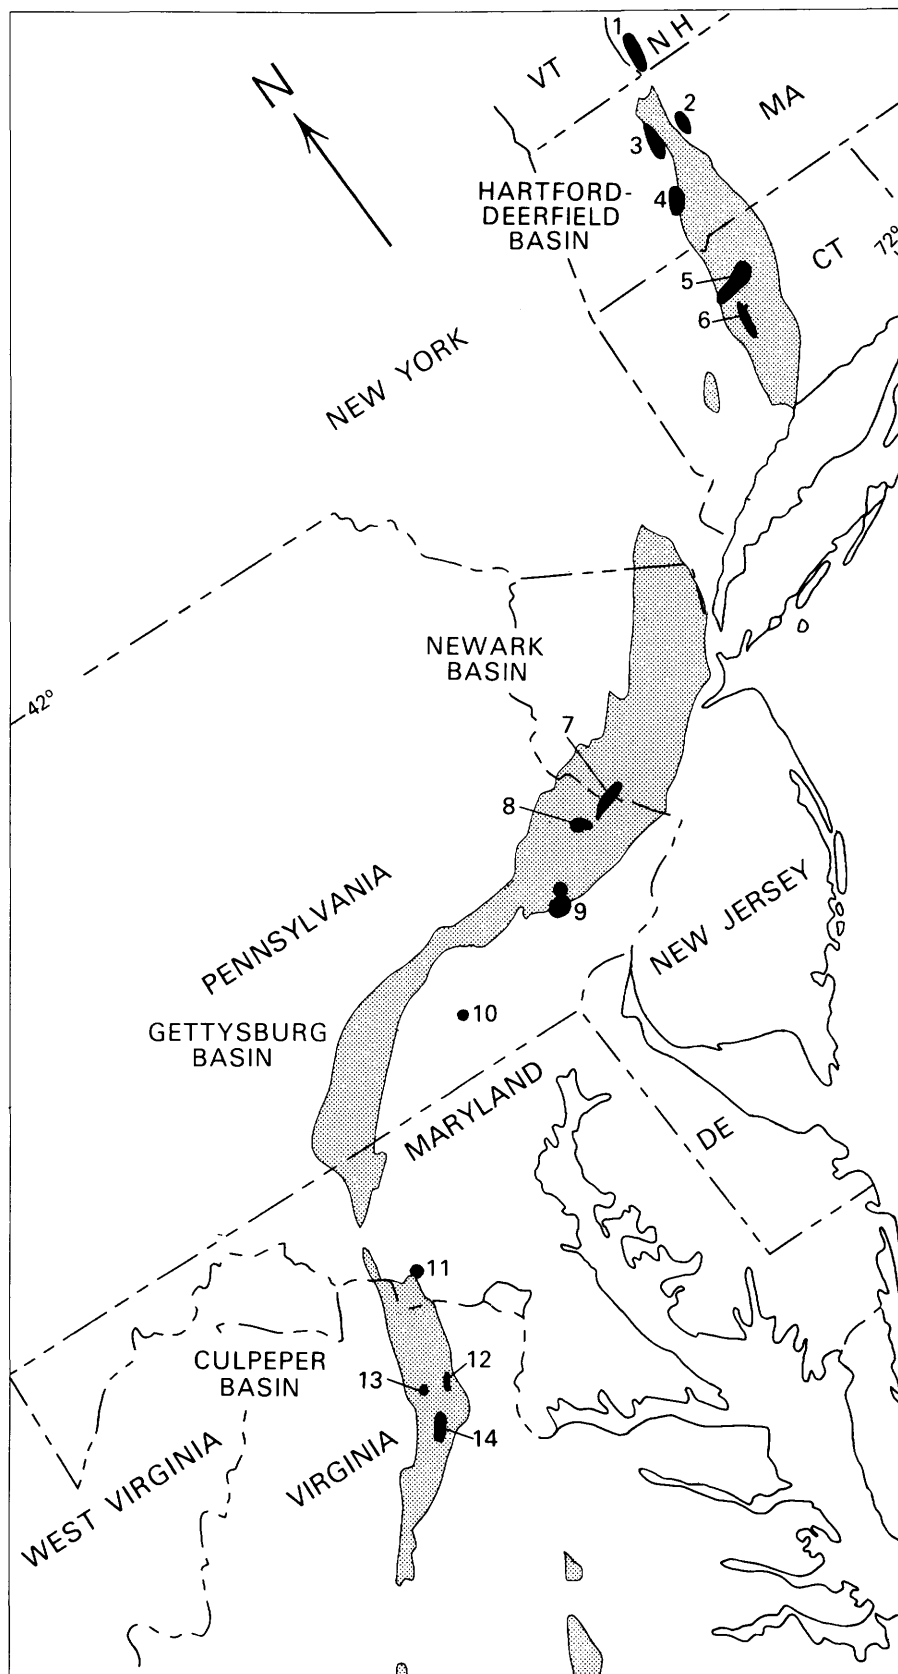 1
NH
VT
N
MA
2
3
HARTFORD-
DEERFIELD
BASIN
4
CT
72°
5
6
NEW YORK
NEWARK
BASIN
42°
7
8
PENNSYLVANIA
9
NEW JERSEY
10
GETTYSBURG
BASIN
MARYLAND
DE
11
CULPEPER
BASIN
12
13
14
VIRGINIA
WEST VIRGINIA